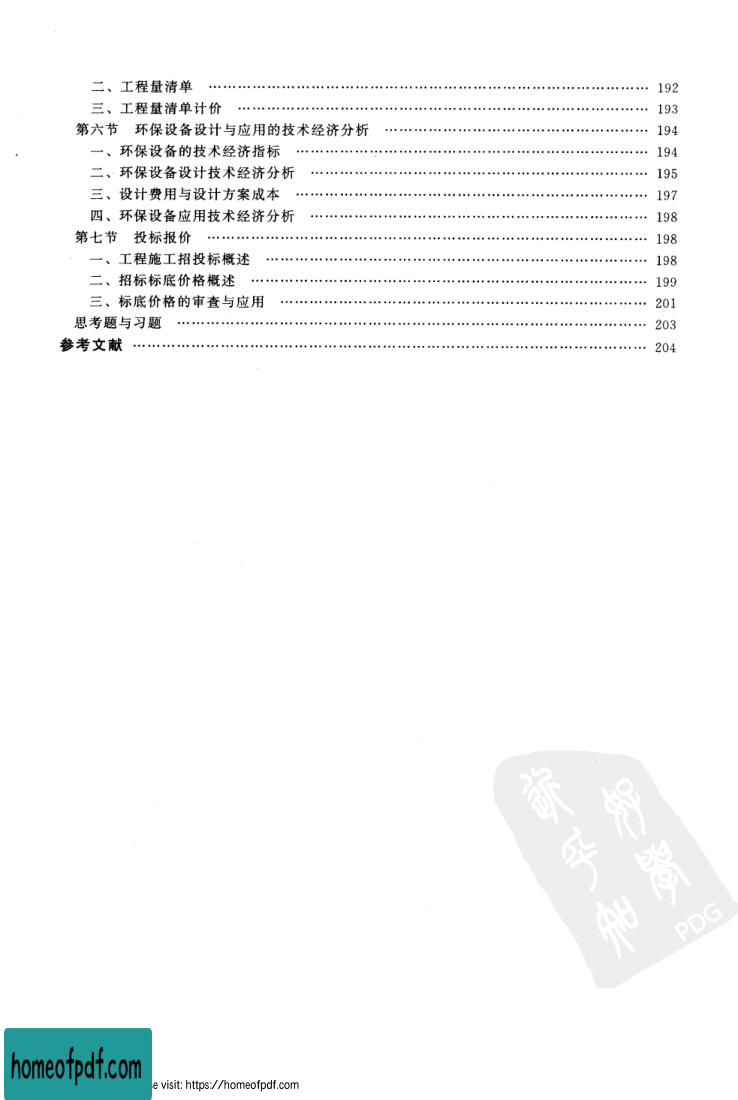 二、工程量清单 …………………………………………………………………………… 192
三、工程量清单计价 ……………………………………………………………………… 193
第六节 环保设备设计与应用的技术经济分析 …………………………………………… 194
一、环保设备的技术经济指标 …………………………………………………………… 194
二、环保设备设计技术经济分析 ………………………………………………………… 195
三、设计费用与设计方案成本 …………………………………………………………… 197
四、环保设备应用技术经济分析 ………………………………………………………… 198
第七节 投标报价 ………………………………………………………………………… 198
一、工程施工招投标概述 ………………………………………………………………… 198
二、招标标底价格概述 …………………………………………………………………… 199
三、标底价格的审查与应用 ……………………………………………………………… 201
思考题与习题 ……………………………………………………………………………… 203
参考文献 …………………………………………………………………………………… 204
PDG
homeofpdf.com
e visit: https://homeofpdf.com